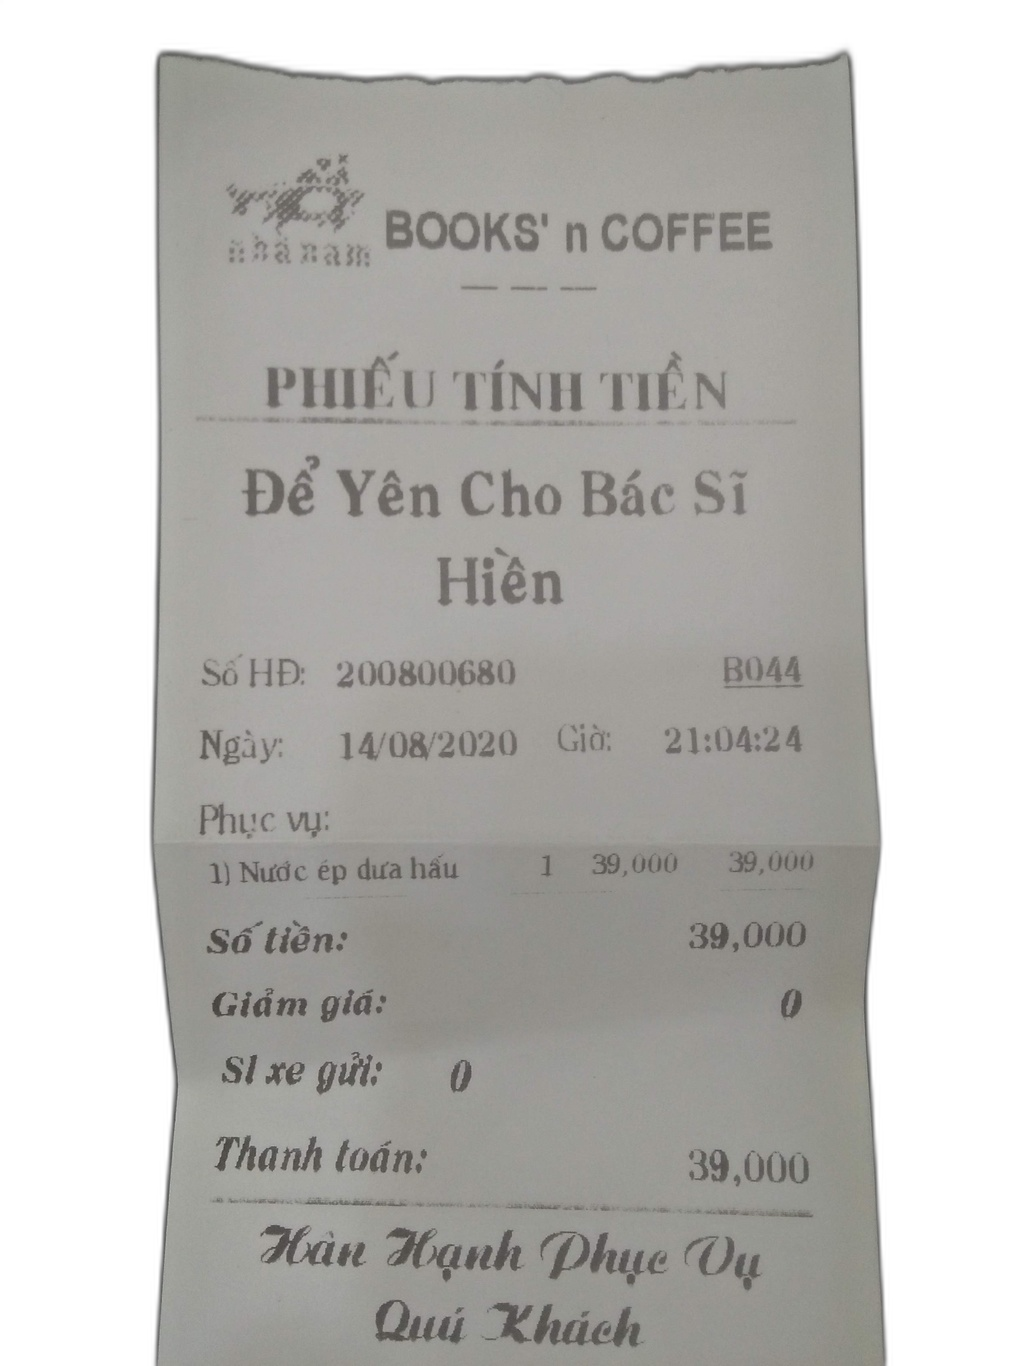 nhã nam BOOKS' n COFFEE
PHIẾU TÍNH TIỀN
Để Yên Cho Bác Sĩ
Hiền
Số HĐ: 200800680 B044
Ngày: 14/08/2020 Giờ: 21:04:24
Phục vụ:
1) Nước ép dưa hấu 1 39,000 39,000
Số tiền: 39,000
Giảm giá: 0
Sl xe gửi: 0
Thanh toán: 39,000
Hân Hạnh Phục Vụ
Quú Khách